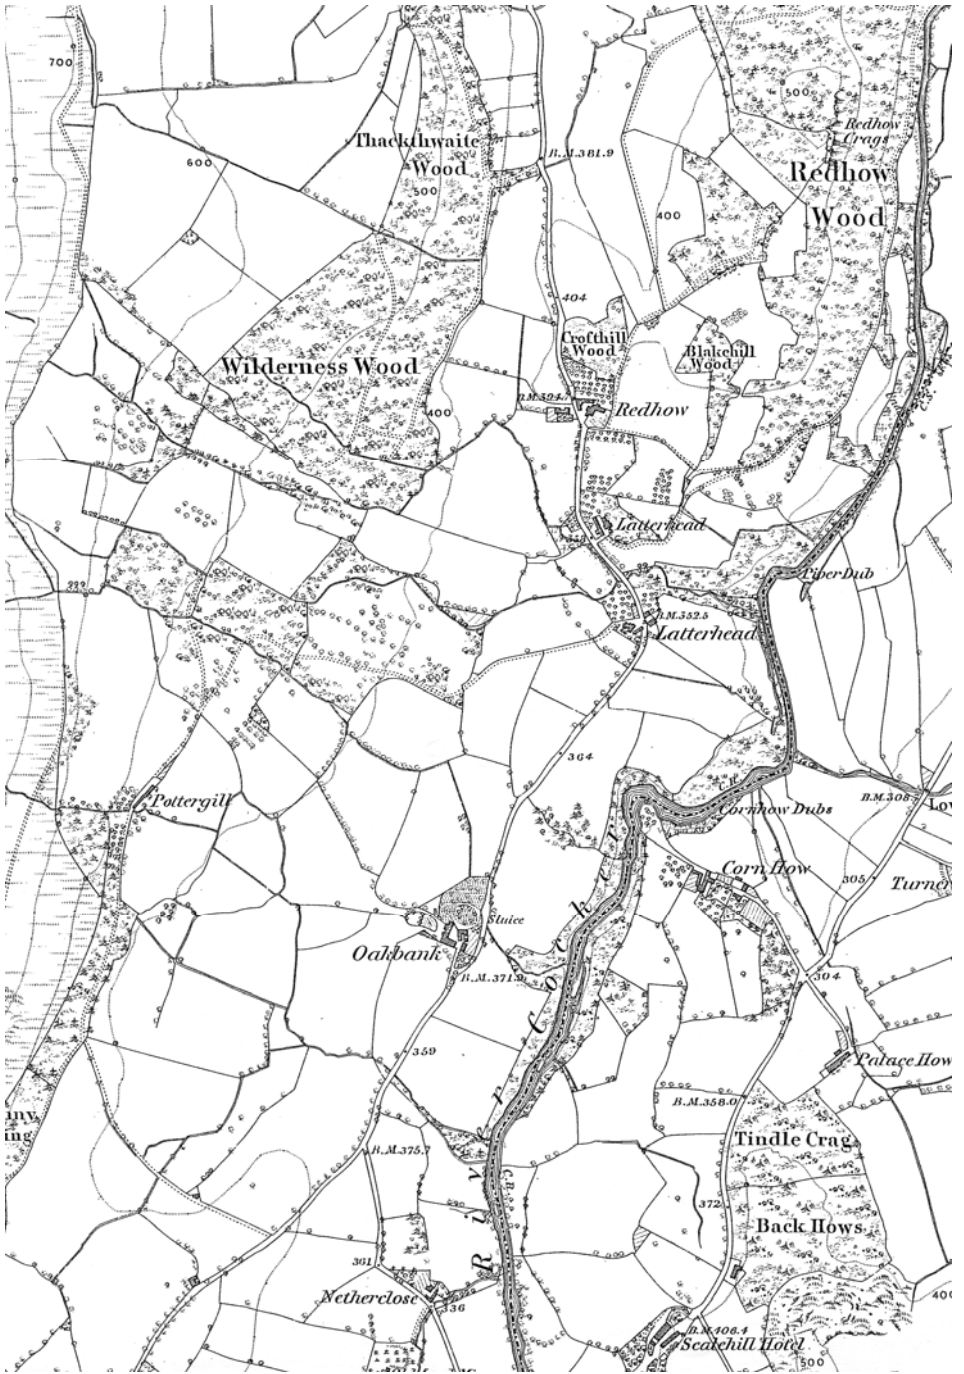 700
500
Redhow
Crags
Thackthwaite
Wood
B.M.381.9
600
500
Redhow
400
Wood
404
Crofthill
Wood
Blakehill
Wood
Wilderness Wood
B.M.394.7
400
Redhow
Latterhead
Piper Dub
B.M.352.5
Latterhead
364
Pottergill
B.M.308
Cornhow Dubs
Corn How
305
Turner
Sluice
Oakbank
304
B.M.371.9
359
Palace How
River Cocker
B.M.358.0
Tindle Crag
B.M.375.7
C.R.
372
Back Hows
361
Netherclose
336
400
B.M.406.4
Scalehill Hotel
500